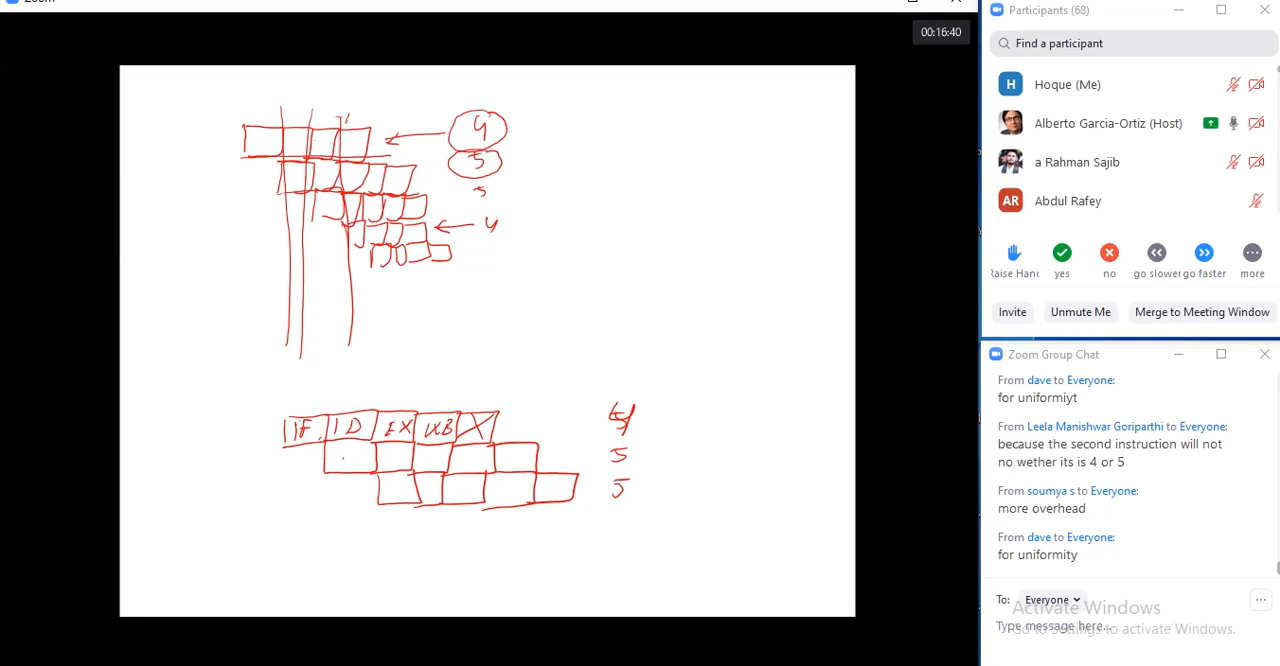 Zoom
00:16:40
4
5
5
4
IF ID EX WB X
5
5
Participants (68)
Find a participant
Hoque (Me)
Alberto Garcia-Ortiz (Host)
a Rahman Sajib
AR Abdul Rafey
H
Raise Hand yes no go slower go faster more
Invite Unmute Me Merge to Meeting Window
Zoom Group Chat
From dave to Everyone:
for uniformiyt
From Leela Manishwar Goriparthi to Everyone:
because the second instruction will not
no wether its is 4 or 5
From soumya s to Everyone:
more overhead
From dave to Everyone:
for uniformity
To: Everyone
Type message here...
Activate Windows
Go to Settings to activate Windows.